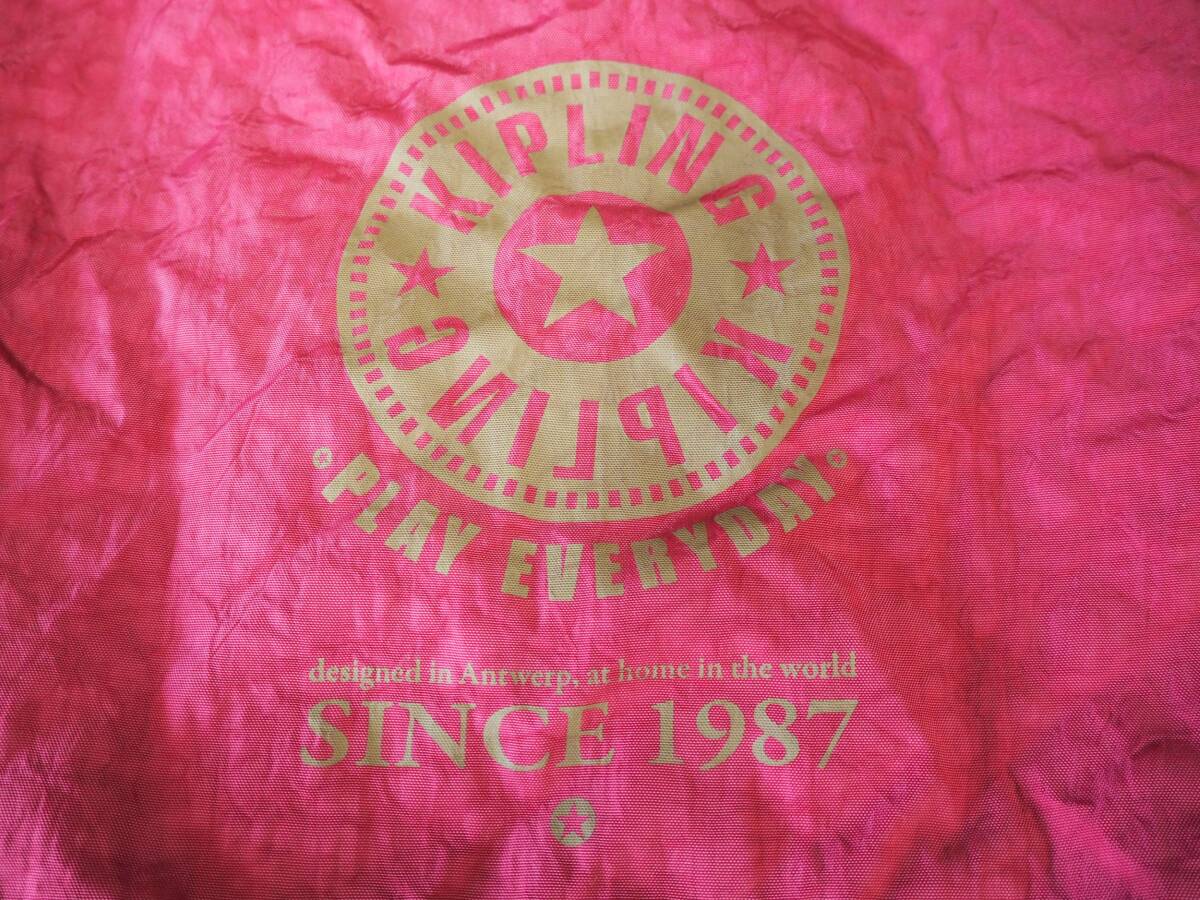 KIPLING
KIPLING
PLAY EVERYDAY
designed in Antwerp, at home in the world
SINCE 1987